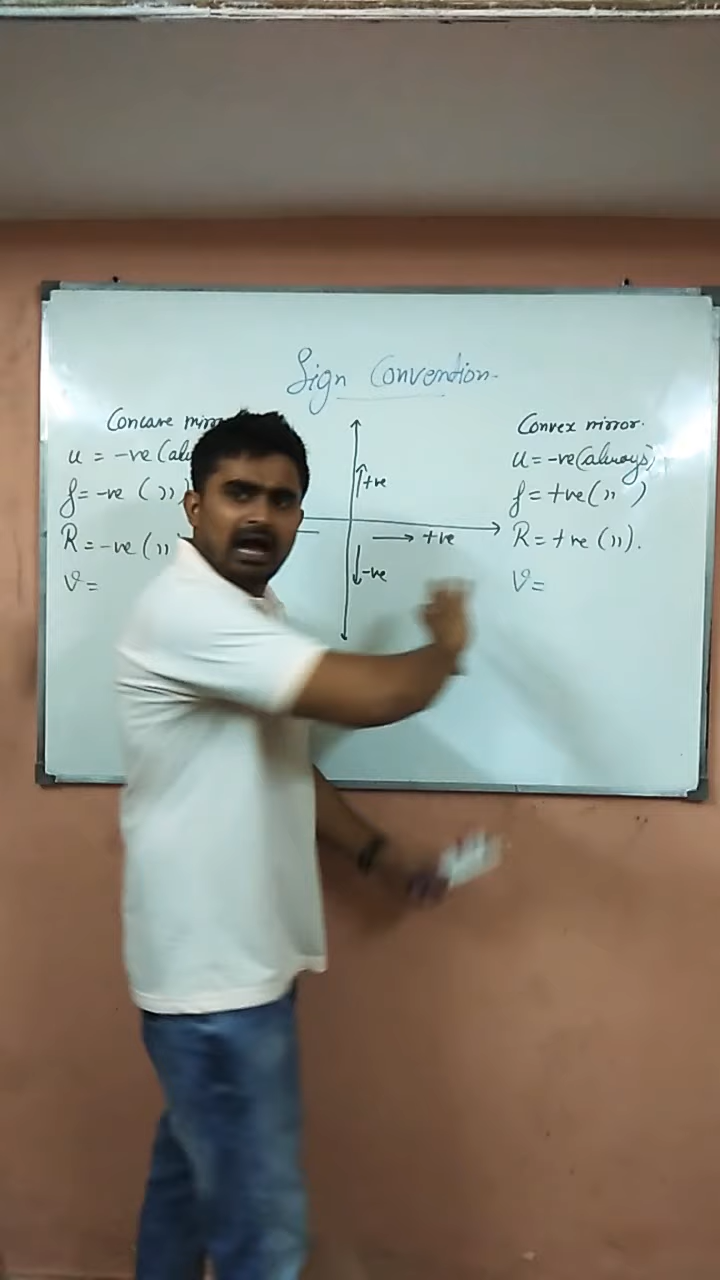 Sign Convention.
Concave
u = -ve (
f = -ve ( ,, )
R = -ve ( ,,
v =
+ve
+ve
-ve
Convex mirror.
u = -ve (always)
f = +ve ( ,, )
R = +ve ( ,, ).
v =